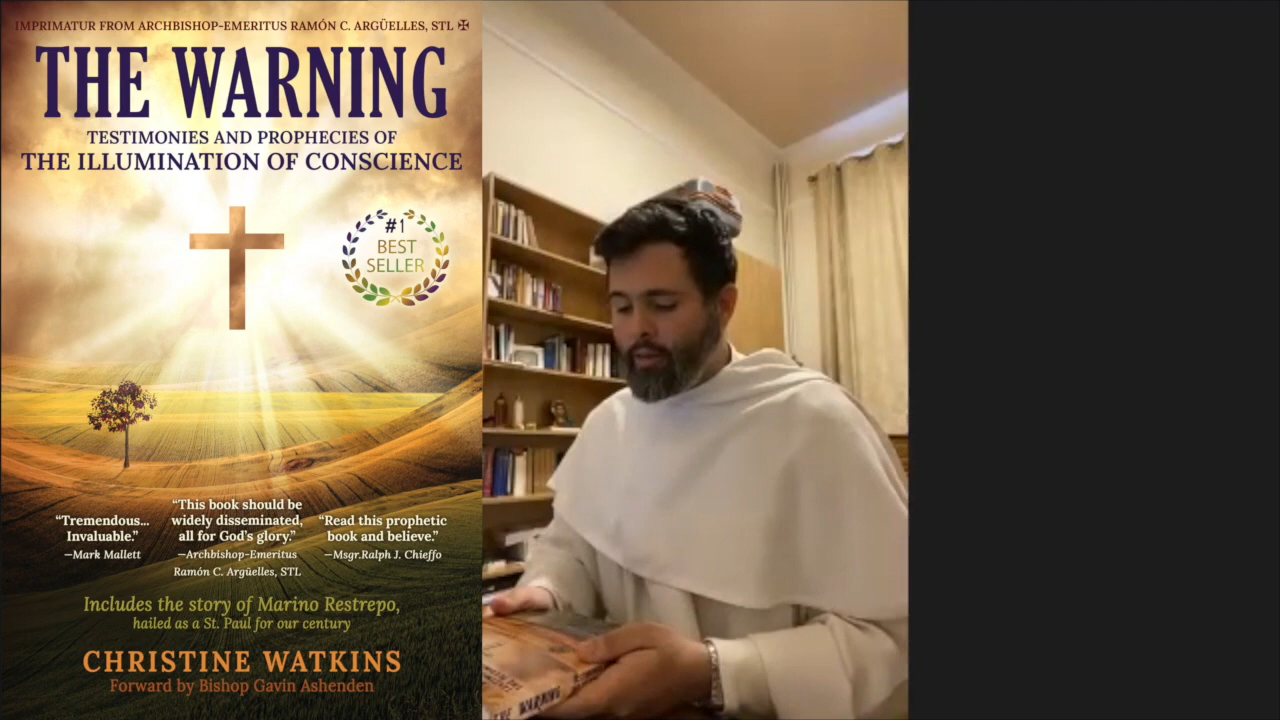 IMPRIMATUR FROM ARCHBISHOP-EMERITUS RAMÓN C. ARGÜELLES, STL ✠
THE WARNING
TESTIMONIES AND PROPHECIES OF
THE ILLUMINATION OF CONSCIENCE
#1
BEST
SELLER
“Tremendous...
Invaluable.”
—Mark Mallett
“This book should be
widely disseminated,
all for God’s glory.”
—Archbishop-Emeritus
Ramón C. Argüelles, STL
“Read this prophetic
book and believe.”
—Msgr.Ralph J. Chieffo
Includes the story of Marino Restrepo,
hailed as a St. Paul for our century
CHRISTINE WATKINS
Forward by Bishop Gavin Ashenden
THE WARNING